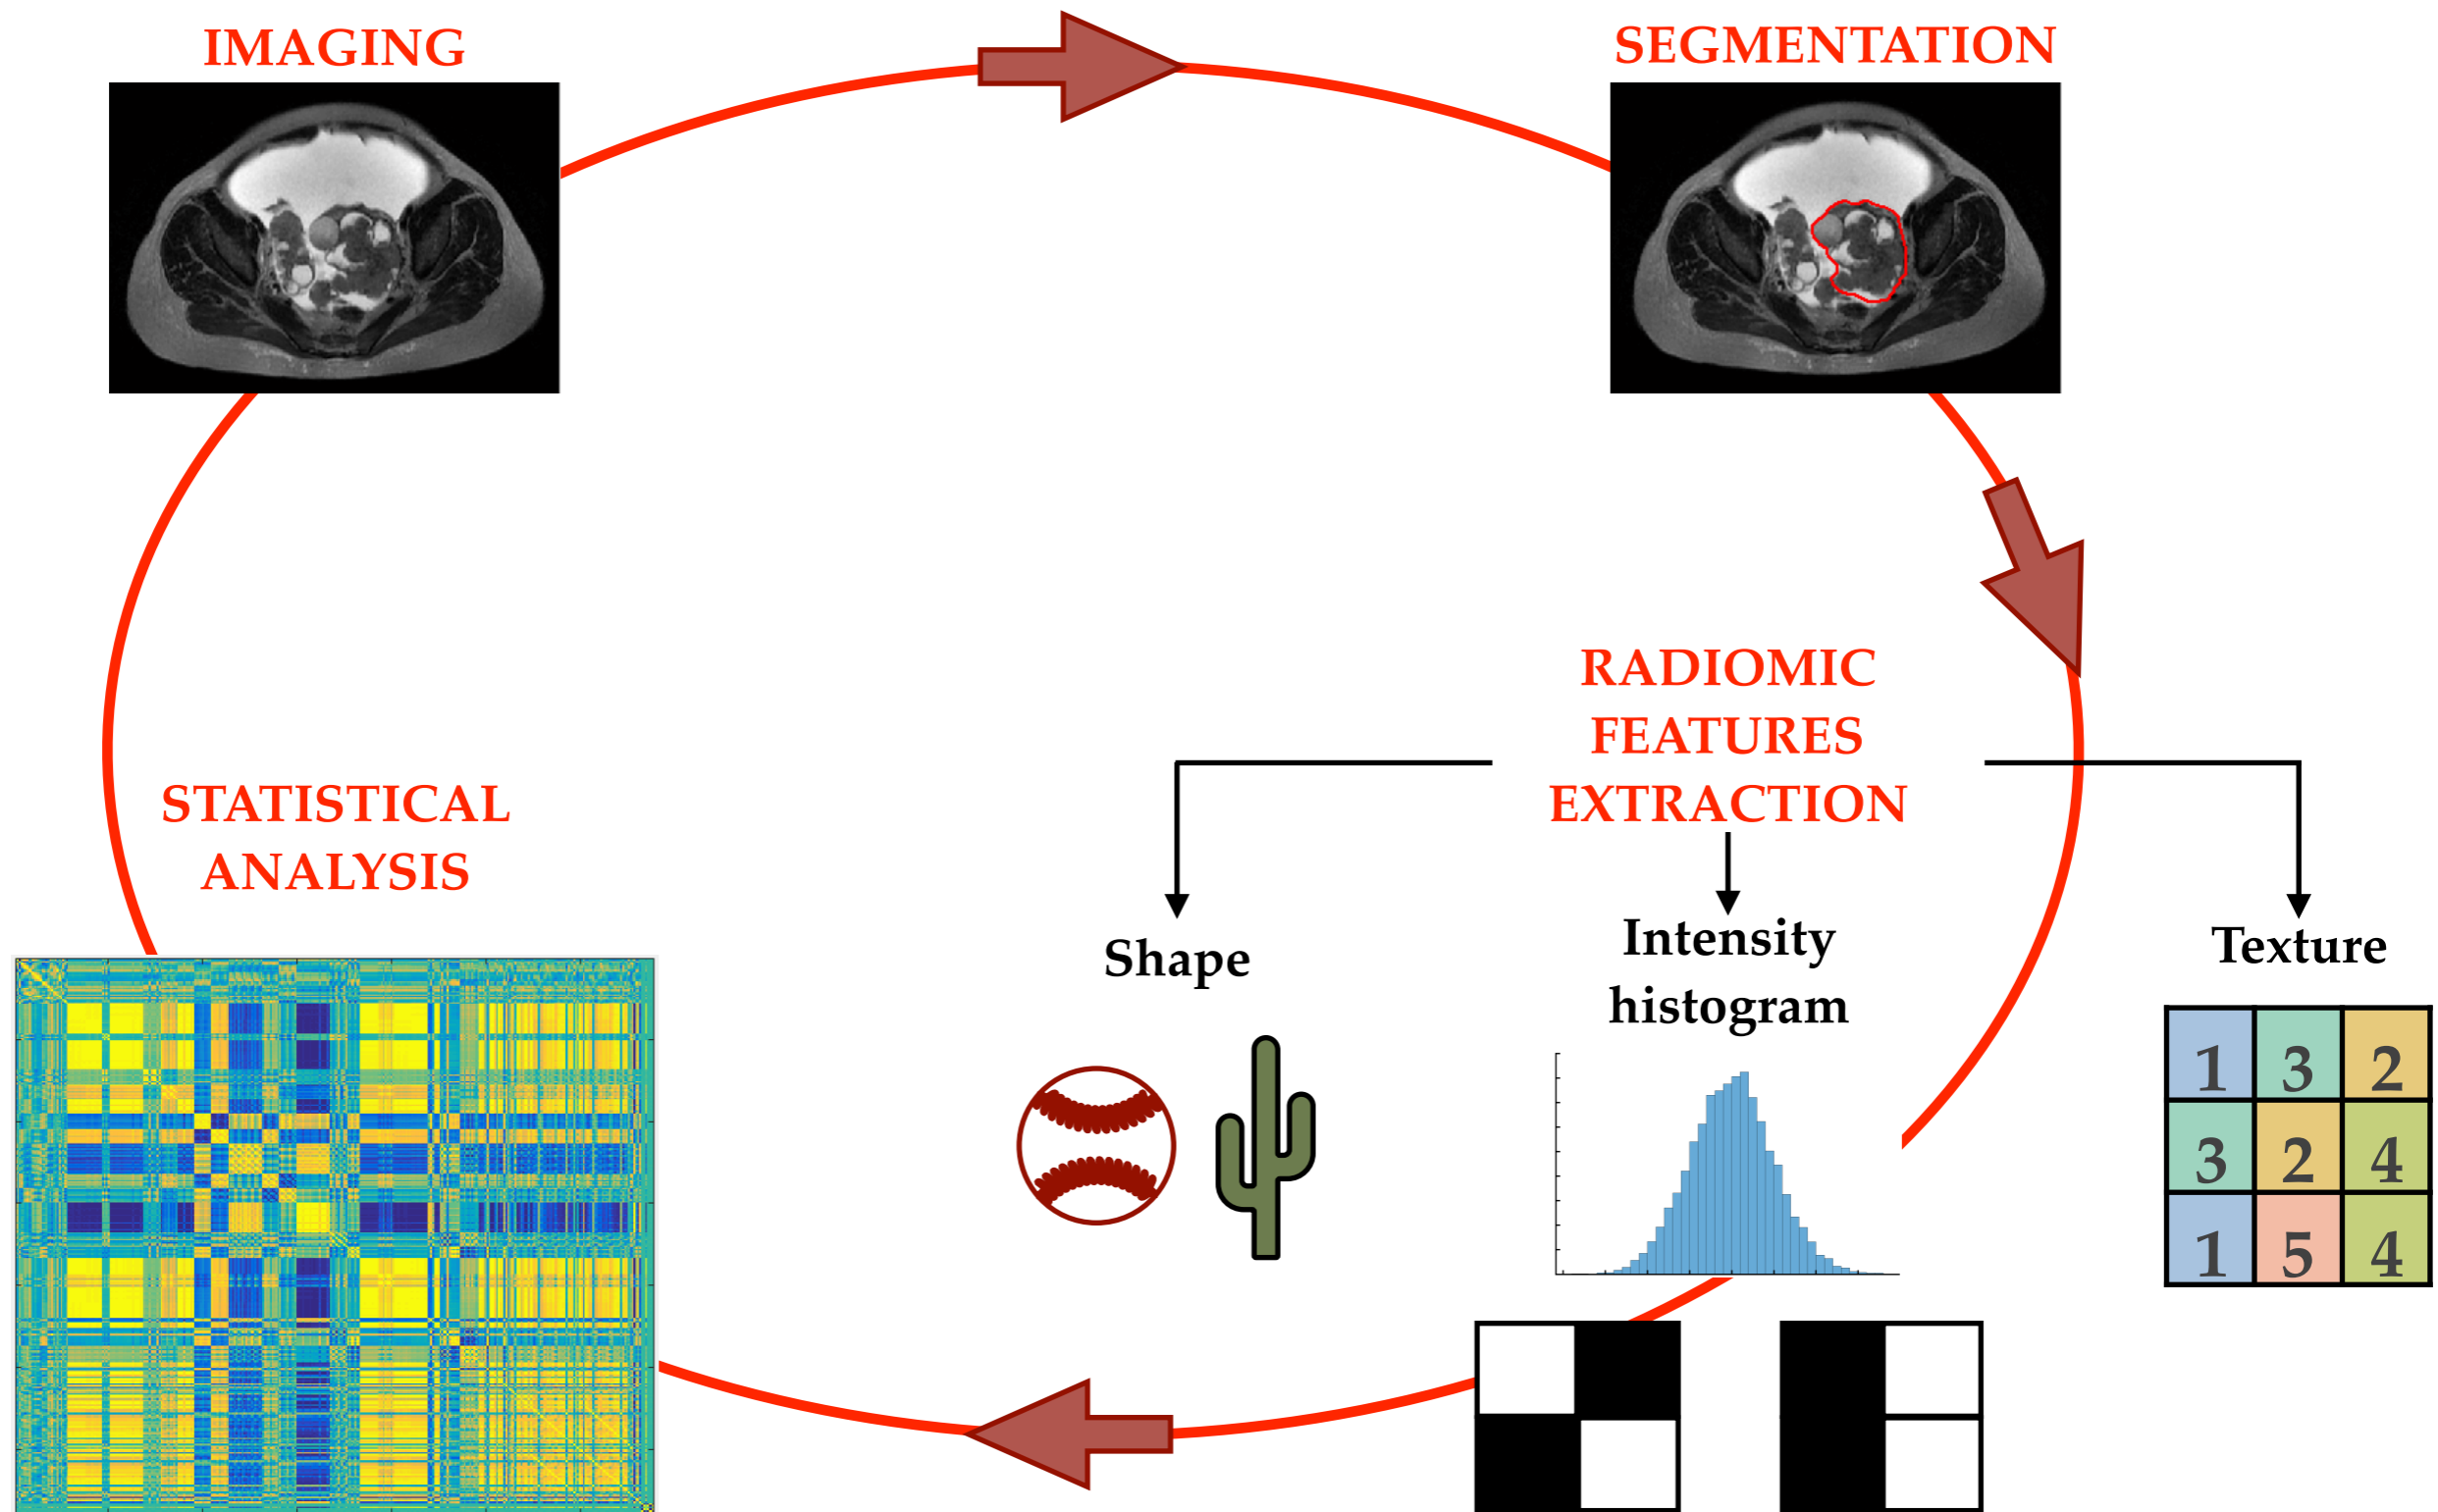 IMAGING
SEGMENTATION
RADIOMIC
FEATURES
EXTRACTION
STATISTICAL
ANALYSIS
Shape
Intensity
histogram
Texture
1 3 2
3 2 4
1 5 4